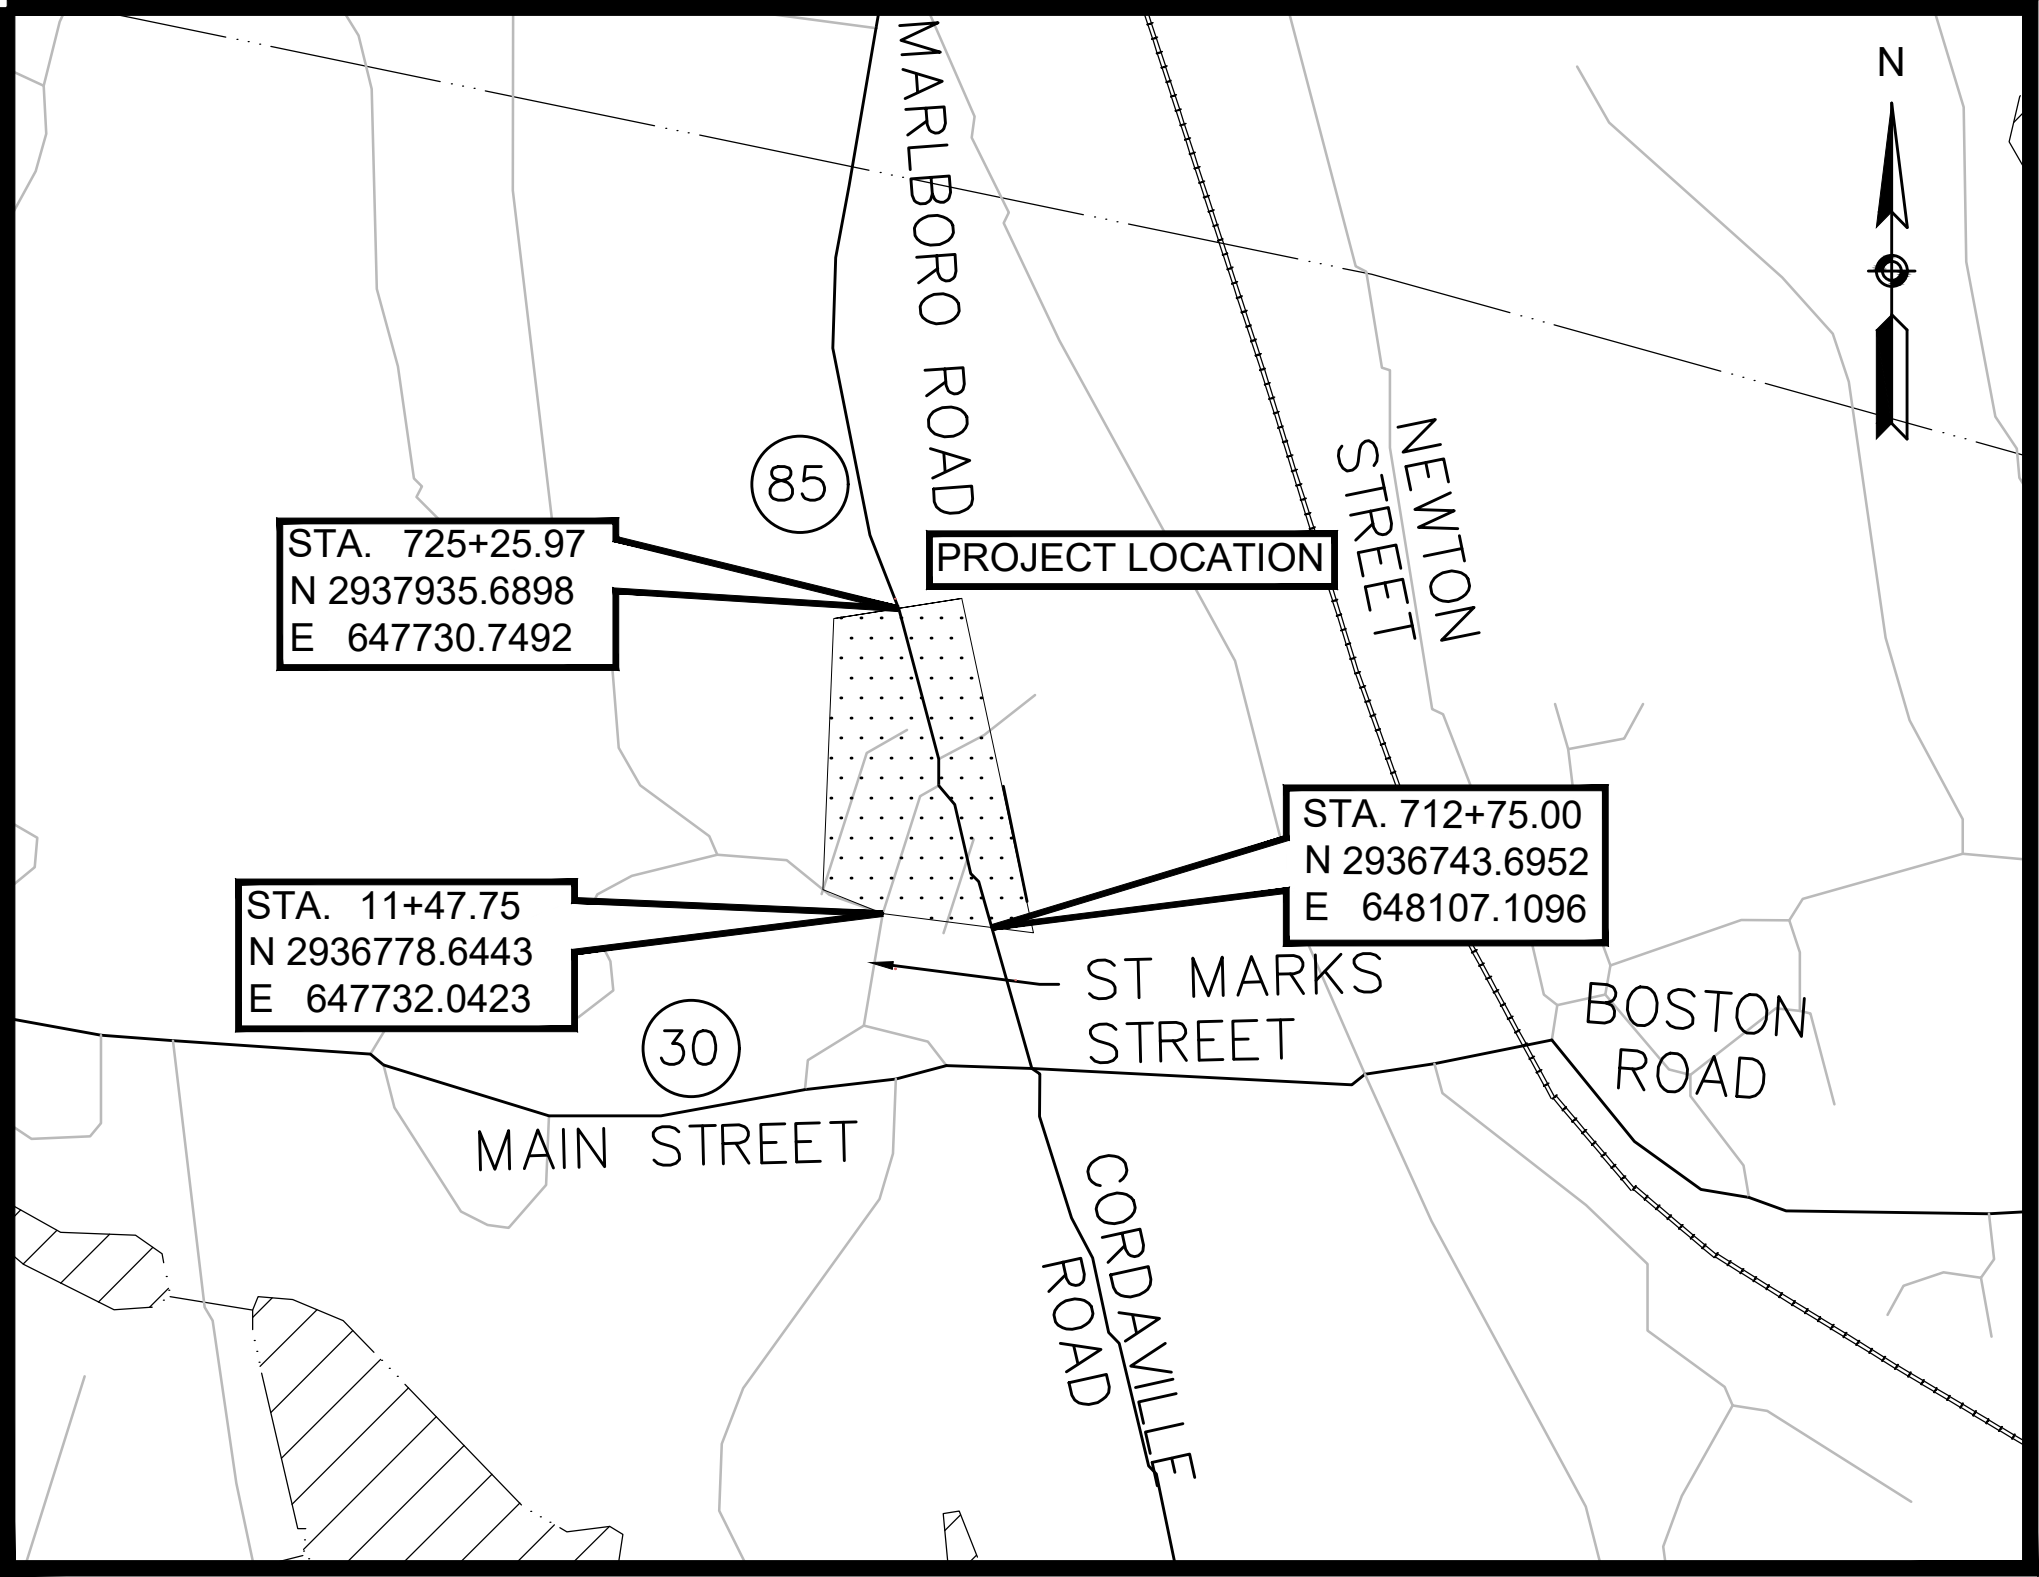 MARLBORO ROAD
N
85
NEWTON
STREET
STA. 725+25.97
N 2937935.6898
E 647730.7492
PROJECT LOCATION
STA. 712+75.00
N 2936743.6952
E 648107.1096
STA. 11+47.75
N 2936778.6443
E 647732.0423
ST MARKS
STREET
BOSTON
ROAD
30
MAIN STREET
CORDAVILLE
ROAD